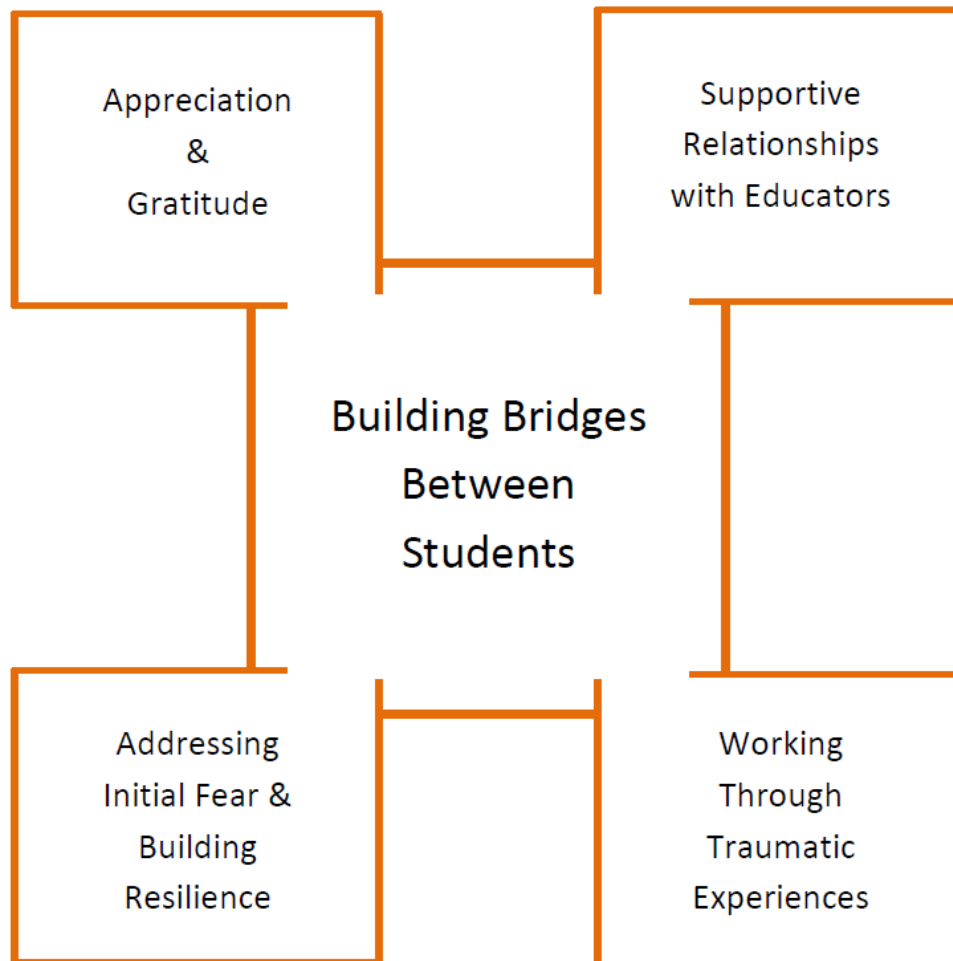 Appreciation
&
Gratitude
Supportive
Relationships
with Educators
Building Bridges
Between
Students
Addressing
Initial Fear &
Building
Resilience
Working
Through
Traumatic
Experiences